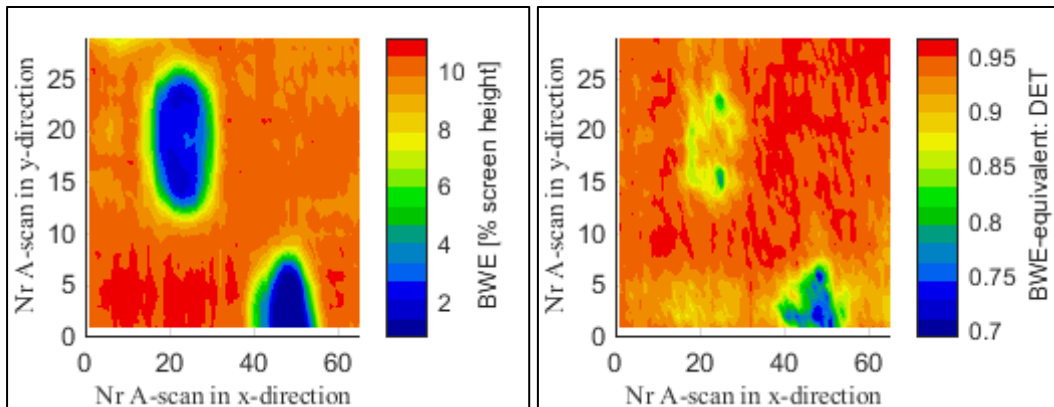 Nr A-scan in y-direction
25
20
15
10
5
0
0 20 40 60
Nr A-scan in x-direction
10
8
6
4
2
BWE [% screen height]
Nr A-scan in y-direction
25
20
15
10
5
0
0 20 40 60
Nr A-scan in x-direction
0.95
0.9
0.85
0.8
0.75
0.7
BWE-equivalent: DET